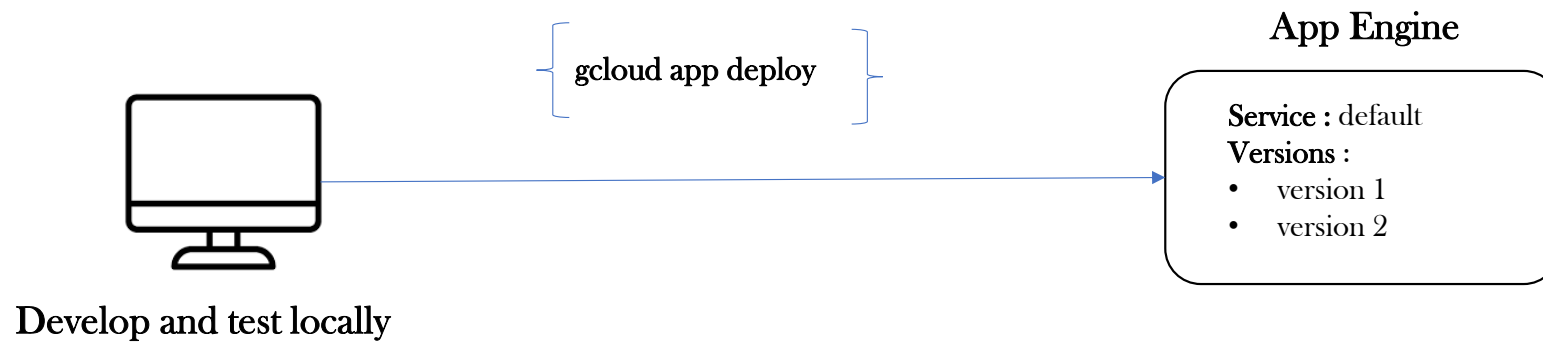 App Engine
gcloud app deploy
Service : default
Versions :
• version 1
• version 2
Develop and test locally